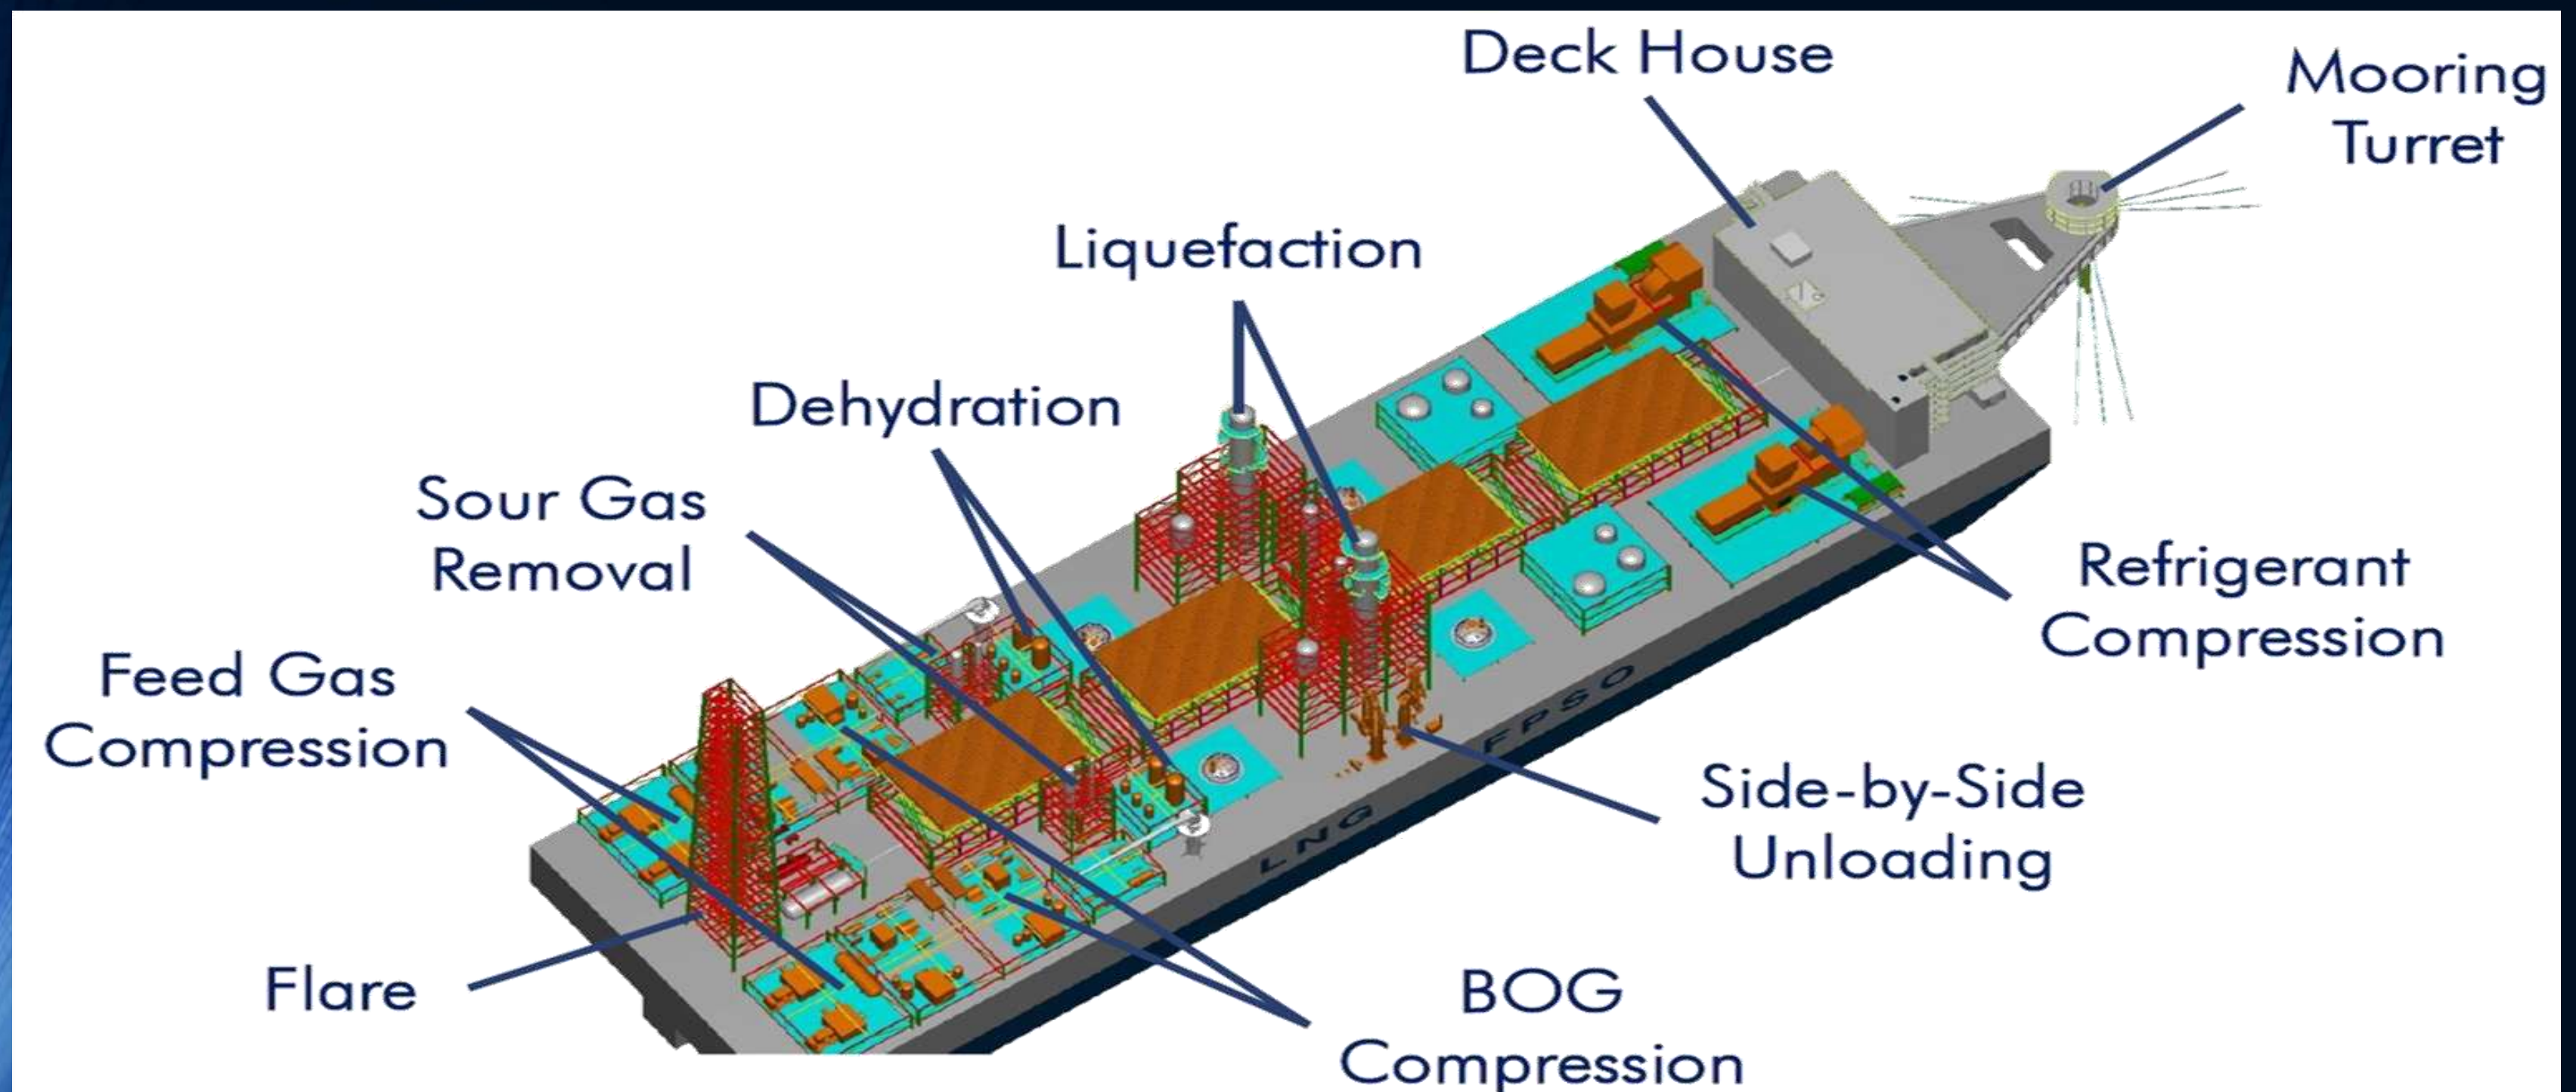 Deck House
Mooring
Turret
Liquefaction
Dehydration
Sour Gas
Removal
Feed Gas
Compression
Refrigerant
Compression
Side-by-Side
Unloading
LNG FPSO
Flare
BOG
Compression